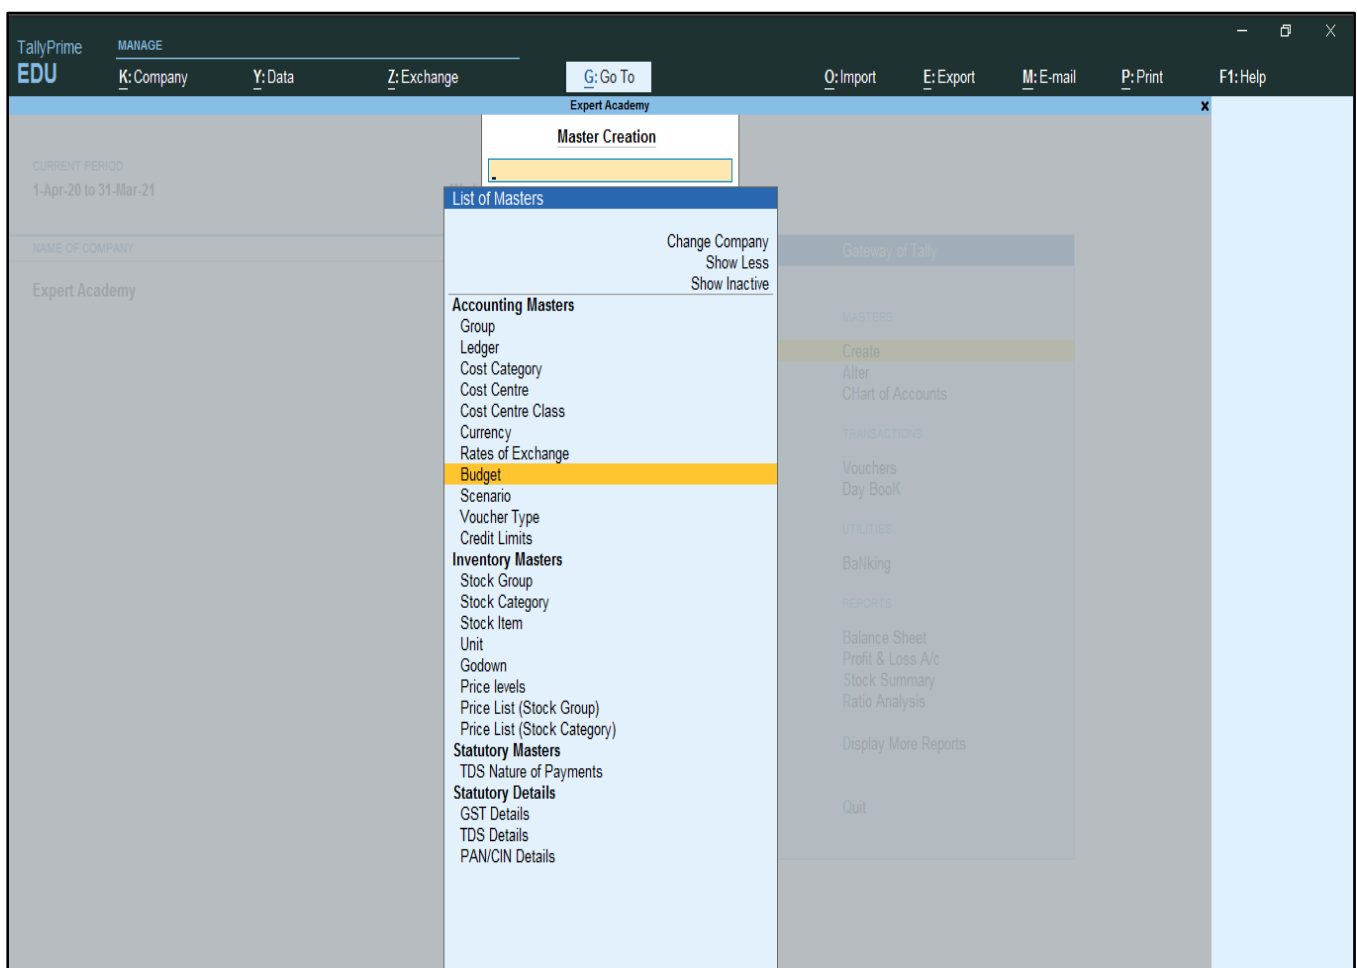 TallyPrime
EDU
MANAGE
K: Company
Y: Data
Z: Exchange
G: Go To
O: Import
E: Export
M: E-mail
P: Print
F1: Help
Expert Academy
Master Creation
CURRENT PERIOD
1-Apr-20 to 31-Mar-21
NAME OF COMPANY
Expert Academy
List of Masters
Change Company
Show Less
Show Inactive
Accounting Masters
Group
Ledger
Cost Category
Cost Centre
Cost Centre Class
Currency
Rates of Exchange
Budget
Scenario
Voucher Type
Credit Limits
Inventory Masters
Stock Group
Stock Category
Stock Item
Unit
Godown
Price levels
Price List (Stock Group)
Price List (Stock Category)
Statutory Masters
TDS Nature of Payments
Statutory Details
GST Details
TDS Details
PAN/CIN Details
Gateway of Tally
MASTERS
Create
Alter
CHart of Accounts
TRANSACTIONS
Vouchers
Day BooK
UTILITIES
BaNking
REPORTS
Balance Sheet
Profit & Loss A/c
Stock Summary
Ratio Analysis
Display More Reports
Quit